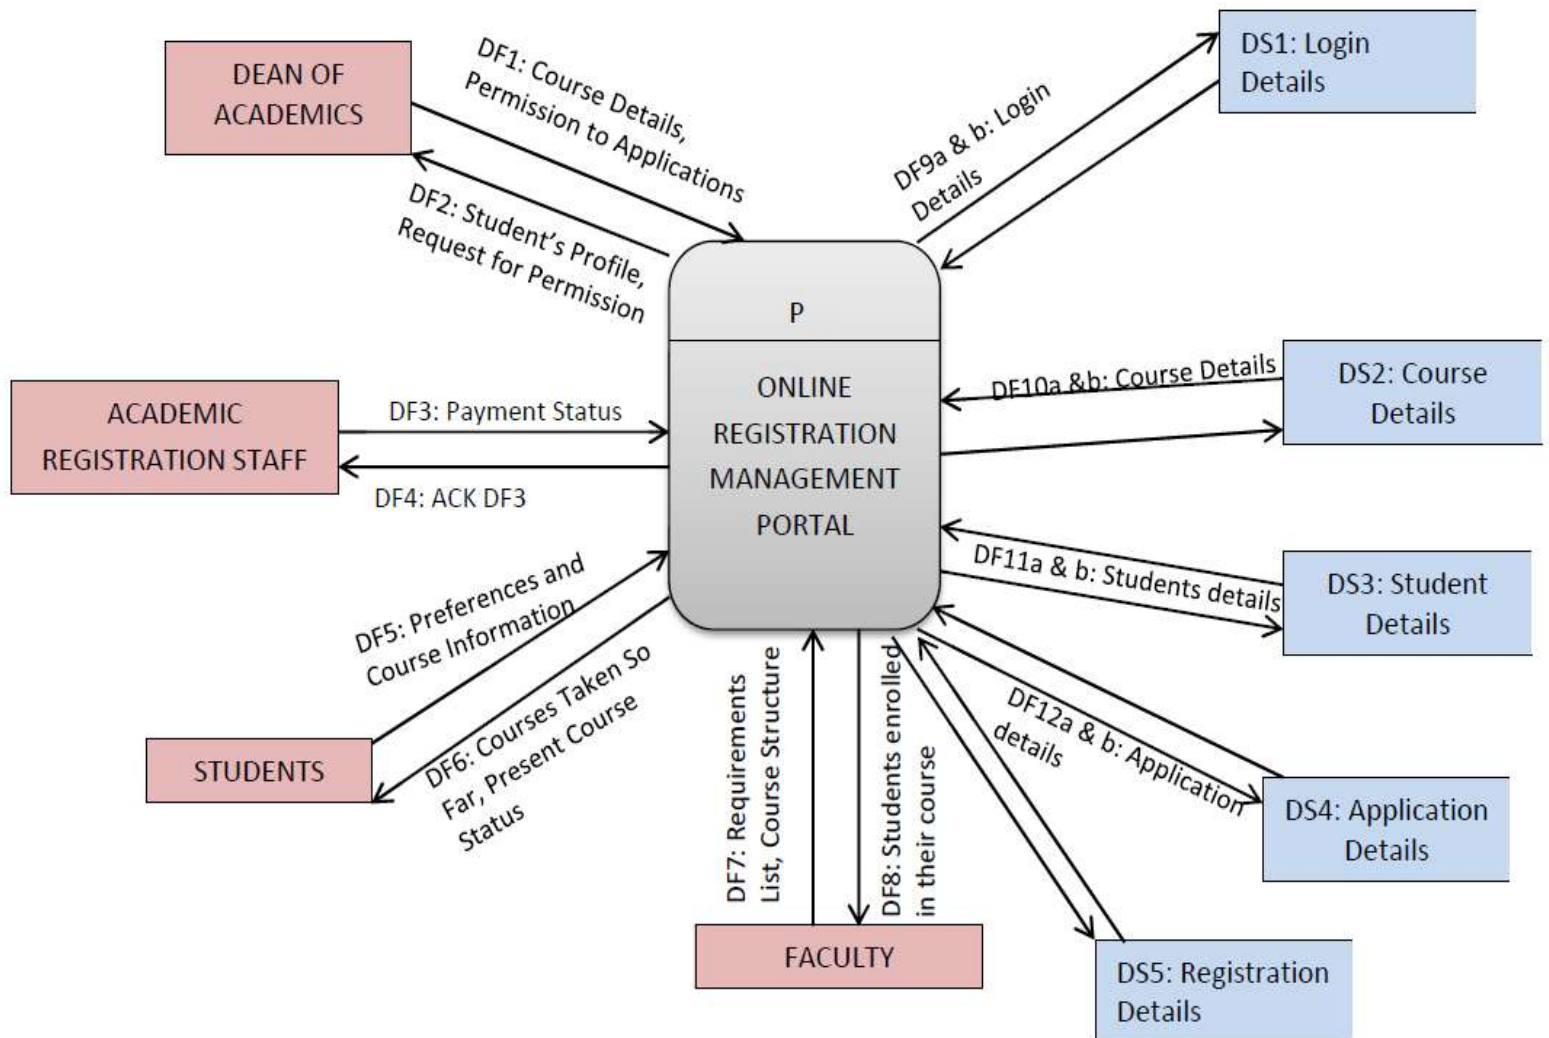 DEAN OF
ACADEMICS
DF1: Course Details,
Permission to Applications
DF2: Student's Profile,
Request for Permission
DF9a & b: Login
Details
DS1: Login
Details
P
ONLINE
REGISTRATION
MANAGEMENT
PORTAL
ACADEMIC
REGISTRATION STAFF
DF3: Payment Status
DF4: ACK DF3
DF10a &b: Course Details
DS2: Course
Details
DF11a & b: Students details
DS3: Student
Details
DF5: Preferences and
Course Information
STUDENTS
DF6: Courses Taken So
Far, Present Course
Status
DF7: Requirements
List, Course Structure
DF8: Students enrolled
in their course
FACULTY
DF12a & b: Application
details
DS4: Application
Details
DS5: Registration
Details